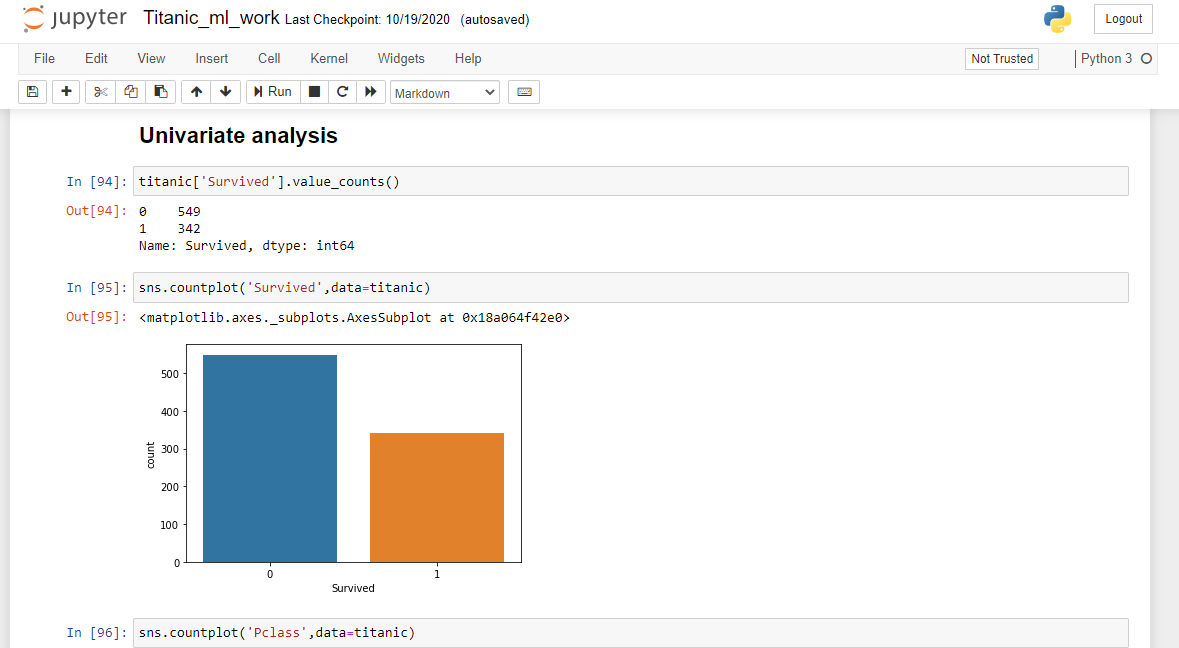 jupyter Titanic_ml_work Last Checkpoint: 10/19/2020 (autosaved) Logout
File Edit View Insert Cell Kernel Widgets Help Not Trusted Python 3
Run Markdown
Univariate analysis
In [94]: titanic['Survived'].value_counts()
Out[94]: 0 549
1 342
Name: Survived, dtype: int64
In [95]: sns.countplot('Survived',data=titanic)
Out[95]: <matplotlib.axes._subplots.AxesSubplot at 0x18a064f42e0>
500
400
300
200
100
0
count
0 1
Survived
In [96]: sns.countplot('Pclass',data=titanic)